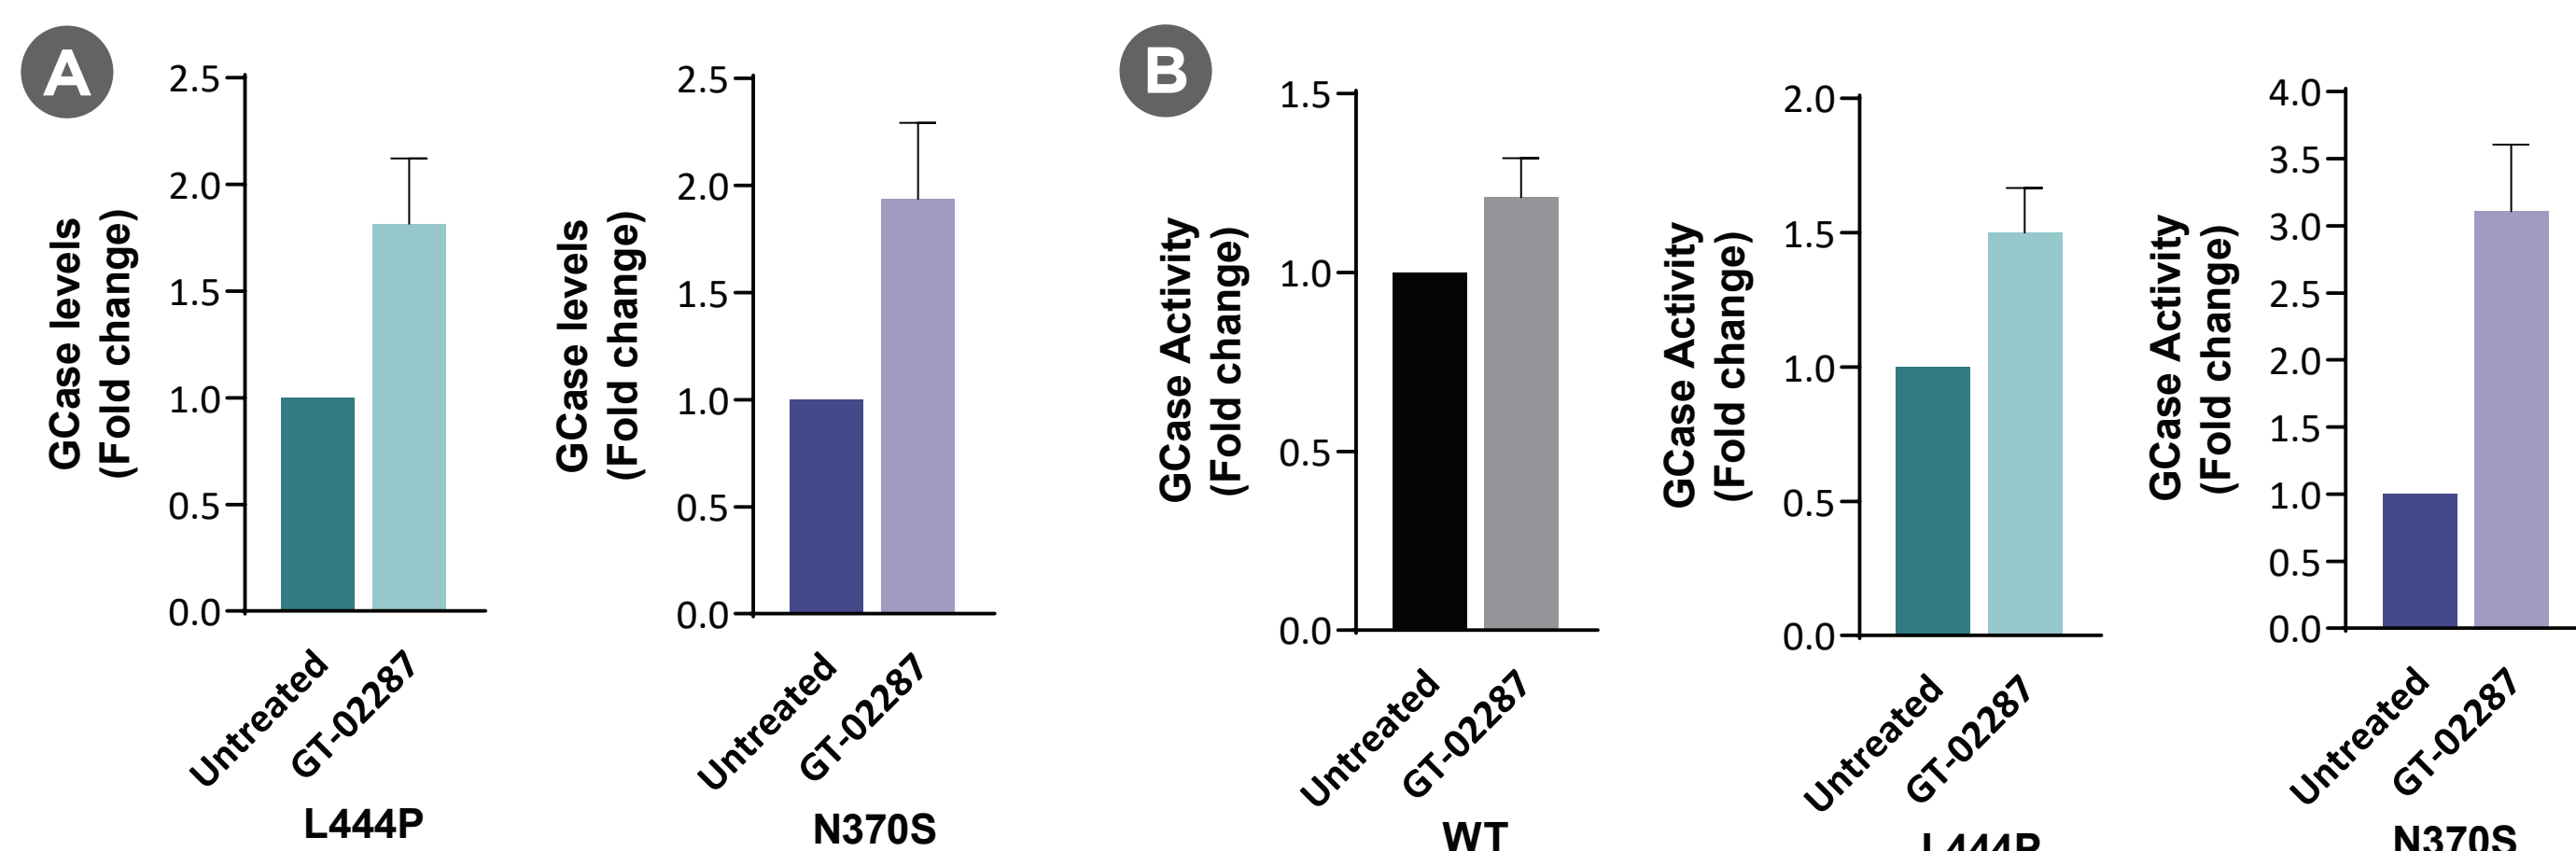 A
GCase levels
(Fold change)
2.5
2.0
1.5
1.0
0.5
0.0
Untreated
GT-02287
L444P
GCase levels
(Fold change)
2.5
2.0
1.5
1.0
0.5
0.0
Untreated
GT-02287
N370S
B
GCase Activity
(Fold change)
1.5
1.0
0.5
0.0
Untreated
GT-02287
WT
GCase Activity
(Fold change)
2.0
1.5
1.0
0.5
0.0
Untreated
GT-02287
L444P
GCase Activity
(Fold change)
4.0
3.5
3.0
2.5
2.0
1.5
1.0
0.5
0.0
Untreated
GT-02287
N370S